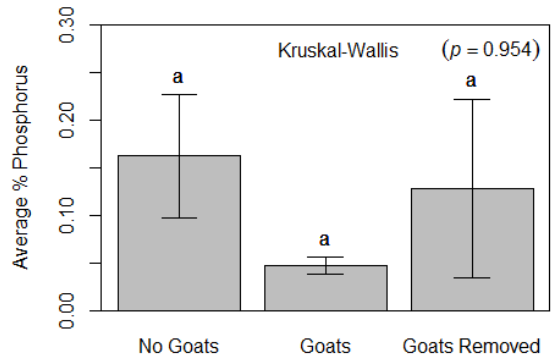 Average % Phosphorus
0.30
0.20
0.10
0.00
Kruskal-Wallis (p = 0.954)
a
a
a
No Goats Goats Goats Removed